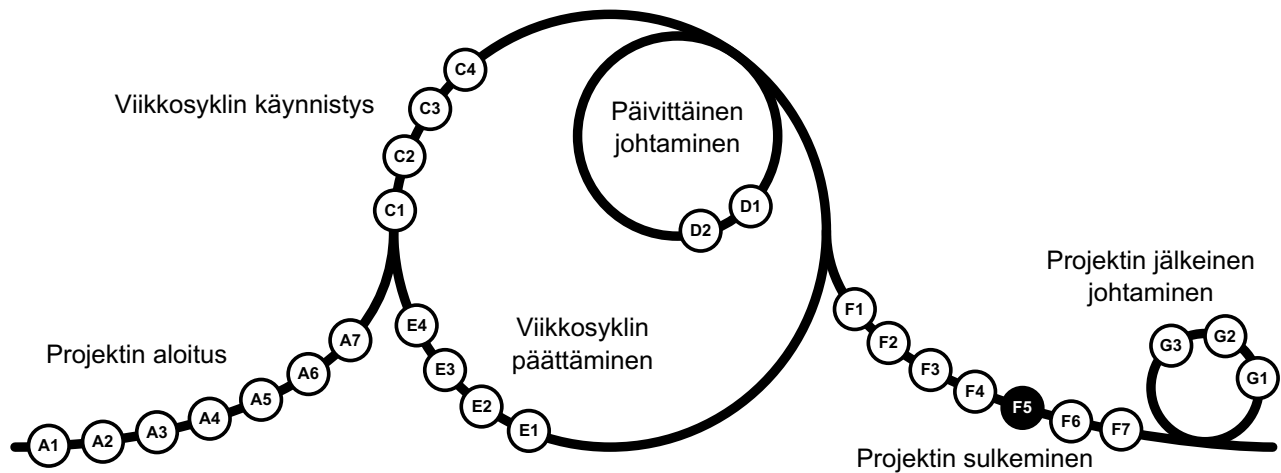 Projektin aloitus
A1
A2
A3
A4
A5
A6
A7
Viikkosyklin käynnistys
C1
C2
C3
C4
Päivittäinen
johtaminen
D1
D2
Viikkosyklin
päättäminen
E1
E2
E3
E4
F1
F2
F3
F4
F5
F6
F7
Projektin sulkeminen
Projektin jälkeinen
johtaminen
G1
G2
G3